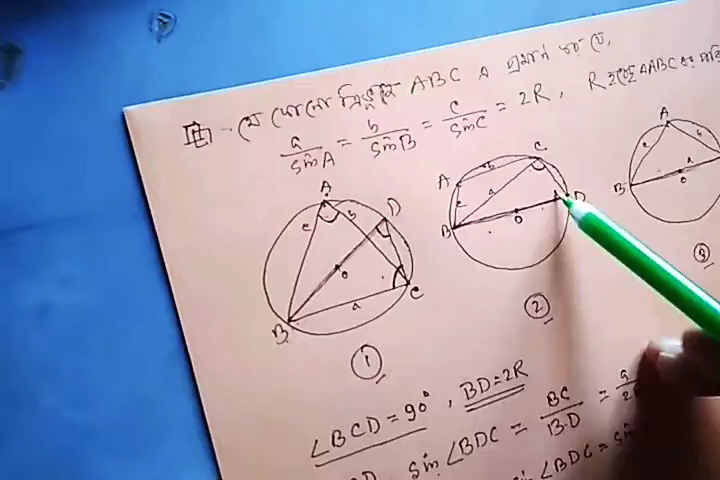 যে কোনো ত্রিভুজ ABC এ প্রমাণ কর যে,
a/sinA = b/sinB = c/sinC = 2R, R হচ্ছে ΔABC এর
A D B C O a b c
①
A B C D O a b c
②
A B O a b c
③
∠BCD = 90°, BD = 2R
sin ∠BDC = BC/BD = a/
∠BDC =